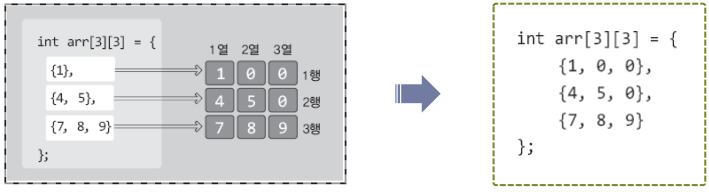 int arr[3][3] = {
{1},
{4, 5},
{7, 8, 9}
};
1열 2열 3열
1 0 0 1행
4 5 0 2행
7 8 9 3행
int arr[3][3] = {
{1, 0, 0},
{4, 5, 0},
{7, 8, 9}
};